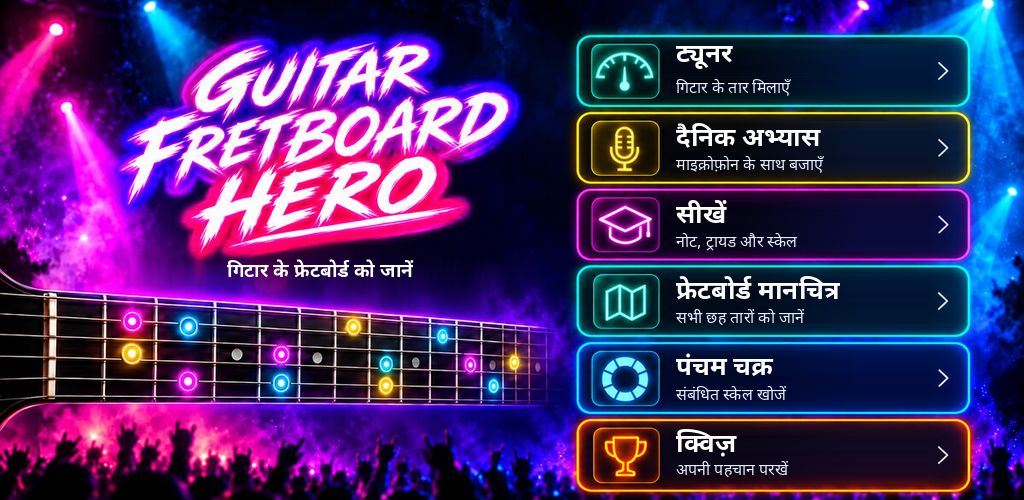 GUITAR
FRETBOARD
HERO
गिटार के फ्रेटबोर्ड को जानें
ट्यूनर
गिटार के तार मिलाएँ
दैनिक अभ्यास
माइक्रोफ़ोन के साथ बजाएँ
सीखें
नोट, ट्रायड और स्केल
फ्रेटबोर्ड मानचित्र
सभी छह तारों को जानें
पंचम चक्र
संबंधित स्केल खोजें
क्विज़
अपनी पहचान परखें